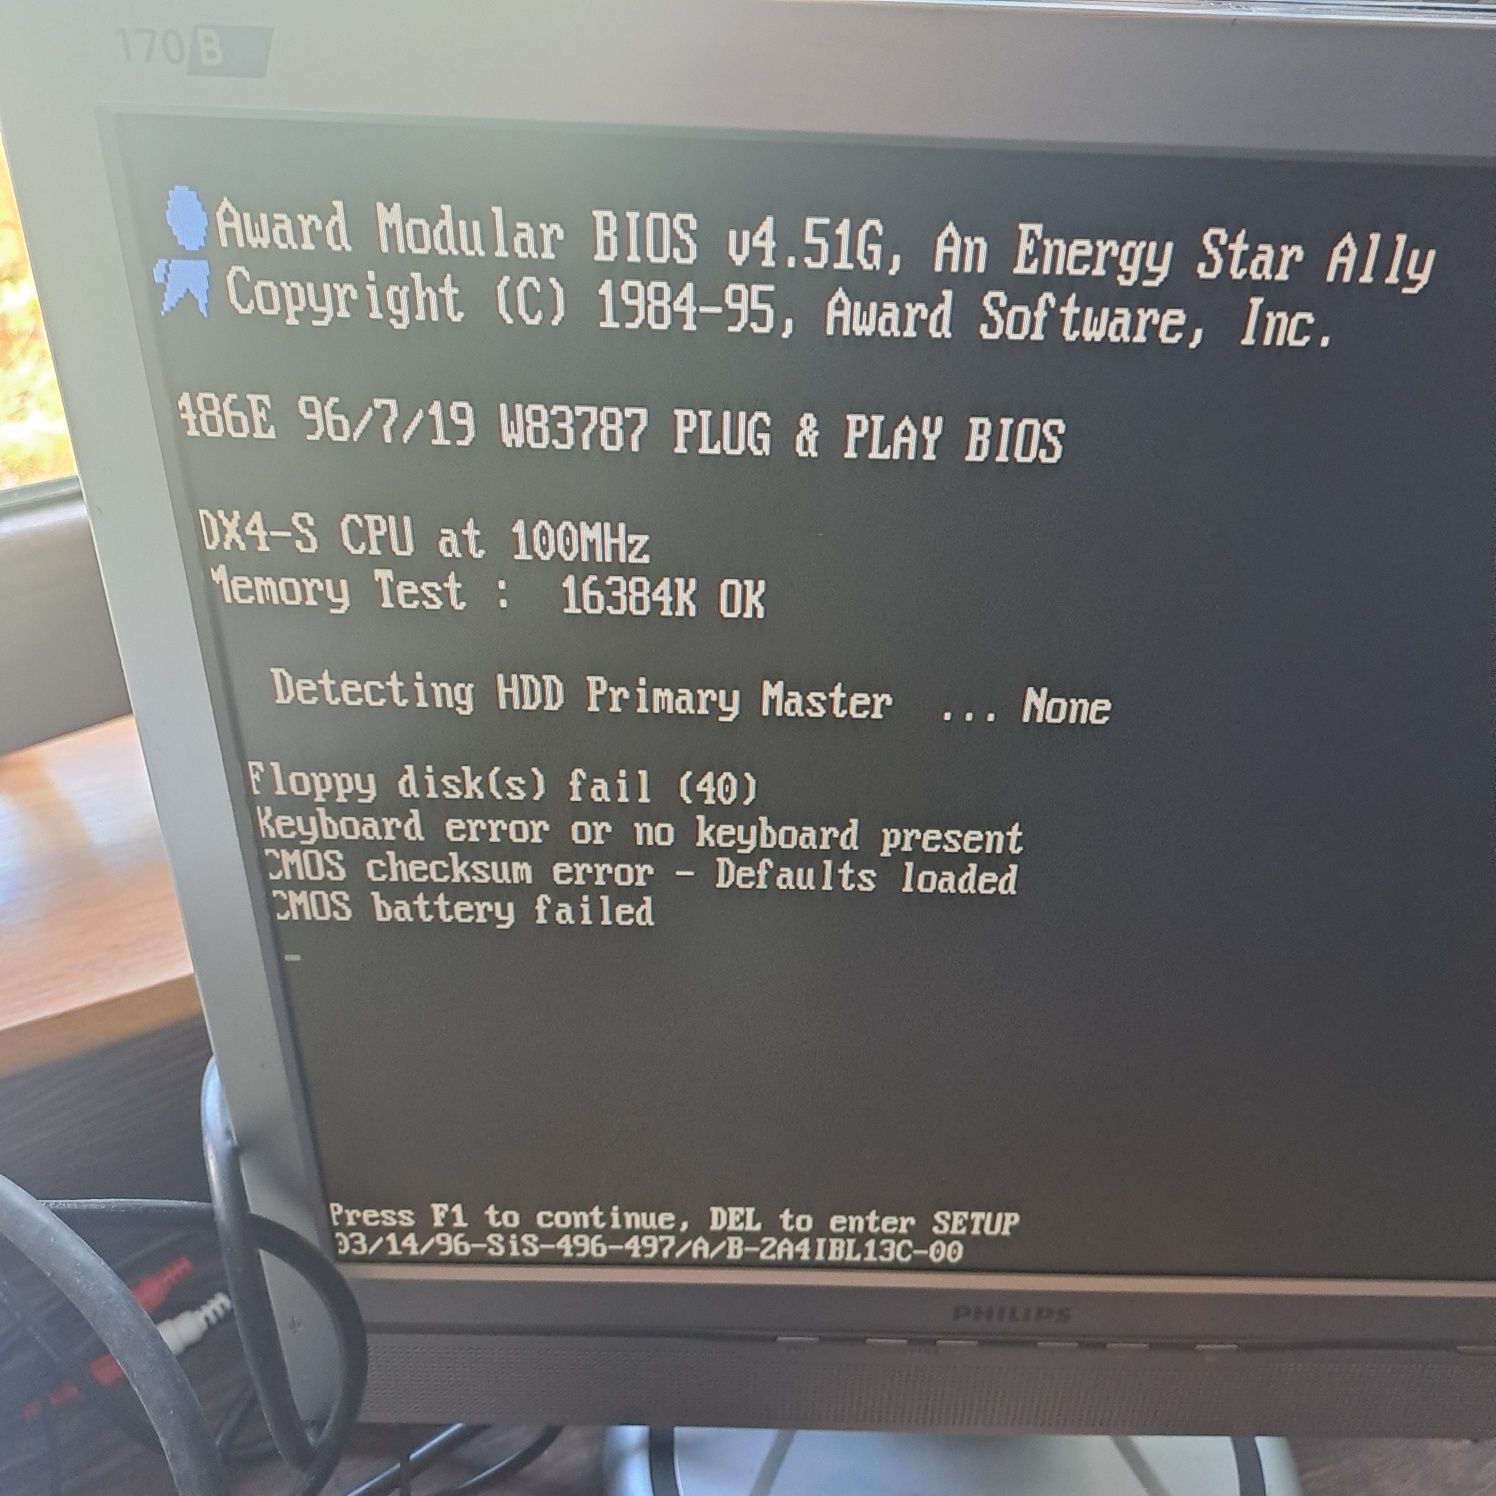 170B
Award Modular BIOS v4.51G, An Energy Star Ally
Copyright (C) 1984-95, Award Software, Inc.
486E 96/7/19 W83787 PLUG & PLAY BIOS
DX4-S CPU at 100MHz
Memory Test :  16384K OK
Detecting HDD Primary Master  ... None
Floppy disk(s) fail (40)
Keyboard error or no keyboard present
CMOS checksum error - Defaults loaded
CMOS battery failed
Press F1 to continue, DEL to enter SETUP
03/14/96-SiS-496-497/A/B-2A4IBL13C-00
PHILIPS